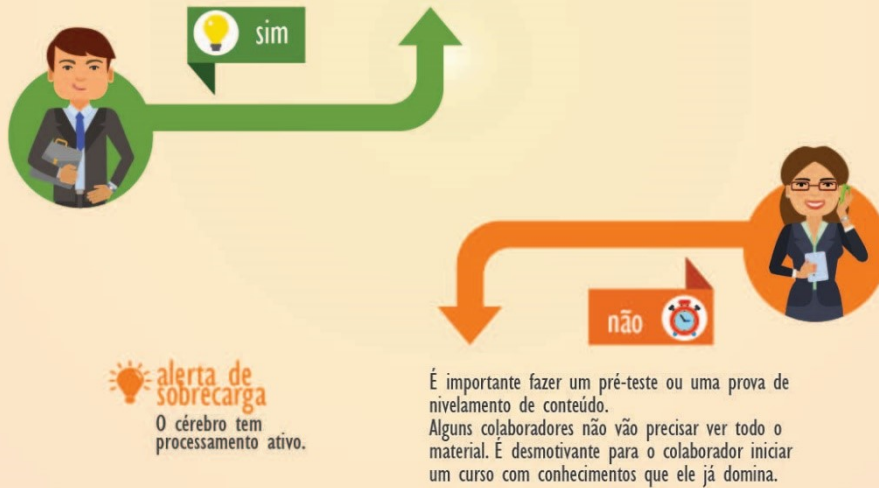 sim
não
alerta de
sobrecarga
O cérebro tem
processamento ativo.
É importante fazer um pré-teste ou uma prova de
nivelamento de conteúdo.
Alguns colaboradores não vão precisar ver todo o
material. É desmotivante para o colaborador iniciar
um curso com conhecimentos que ele já domina.